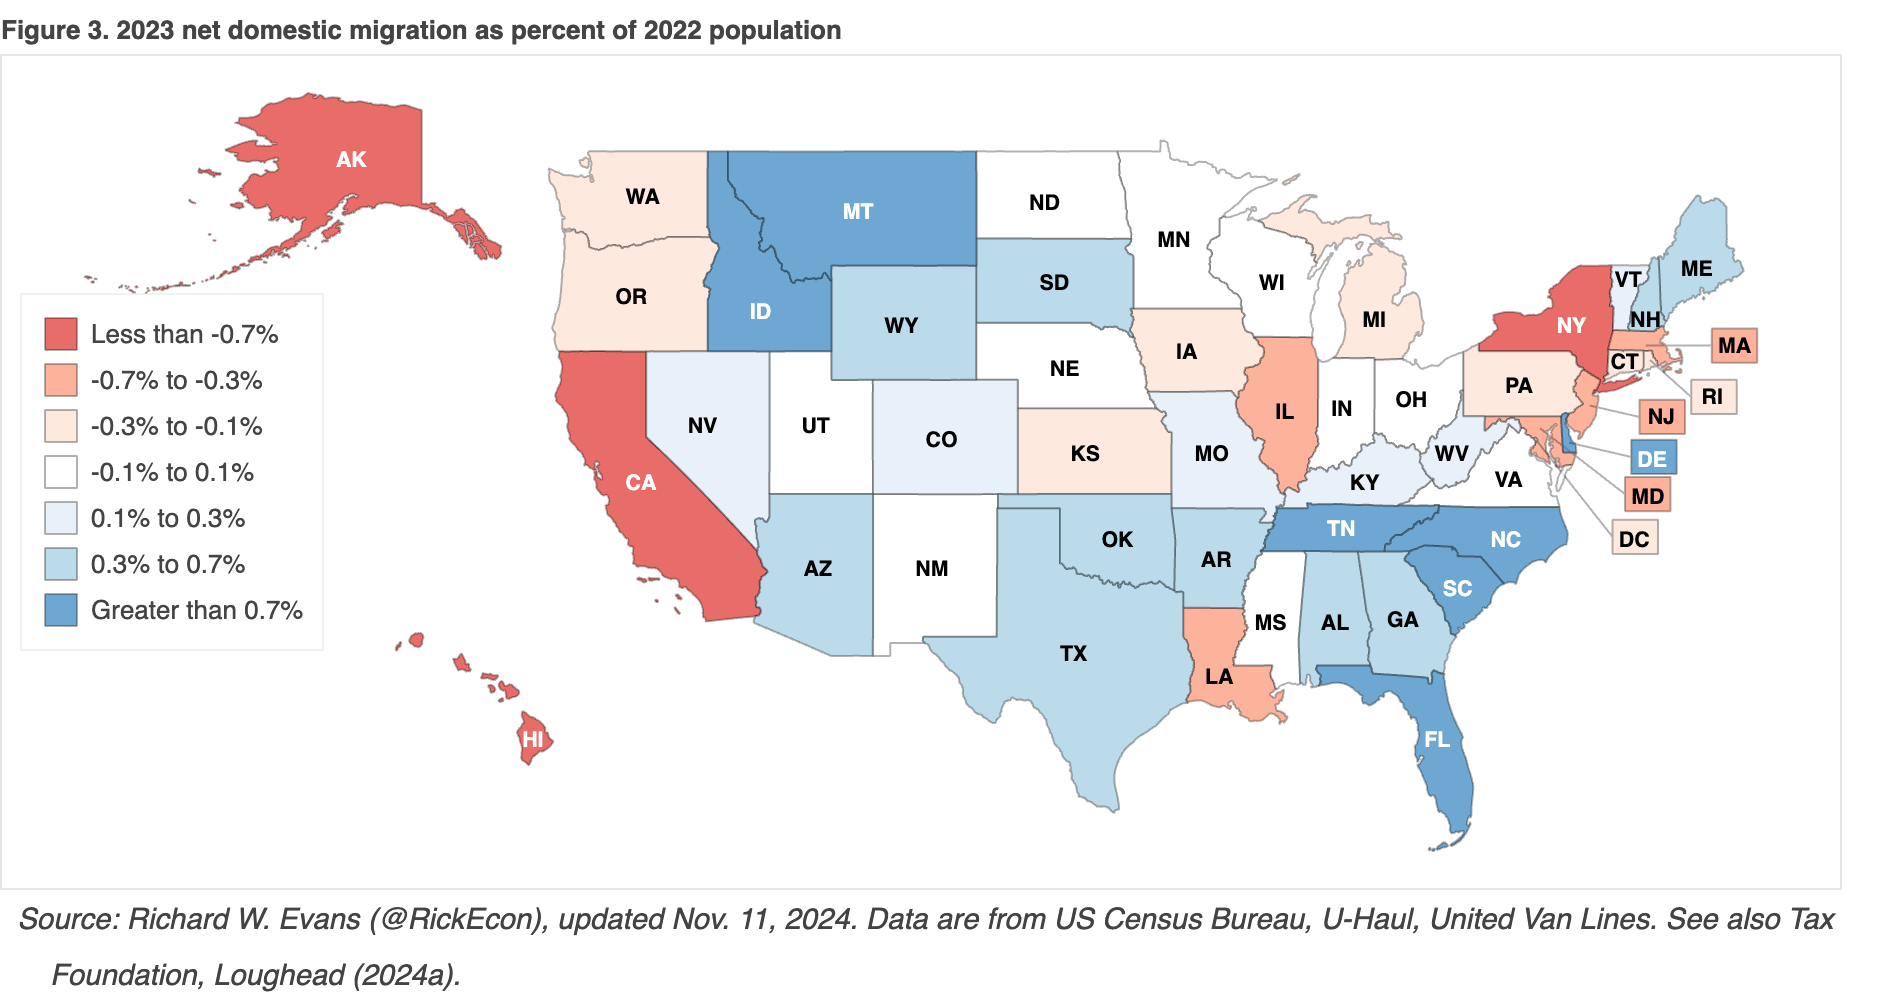 Figure 3. 2023 net domestic migration as percent of 2022 population
AK
WA
MT
ND
MN
OR
ID
WY
SD
WI
MI
NY
VT
NH
ME
MA
CT
RI
NJ
DE
MD
DC
PA
IA
NE
NV
UT
CO
KS
MO
IL
IN
OH
WV
VA
KY
CA
AZ
NM
OK
AR
TN
NC
SC
TX
LA
MS
AL
GA
FL
HI
Less than -0.7%
-0.7% to -0.3%
-0.3% to -0.1%
-0.1% to 0.1%
0.1% to 0.3%
0.3% to 0.7%
Greater than 0.7%
Source: Richard W. Evans (@RickEcon), updated Nov. 11, 2024. Data are from US Census Bureau, U-Haul, United Van Lines. See also Tax
Foundation, Loughead (2024a).